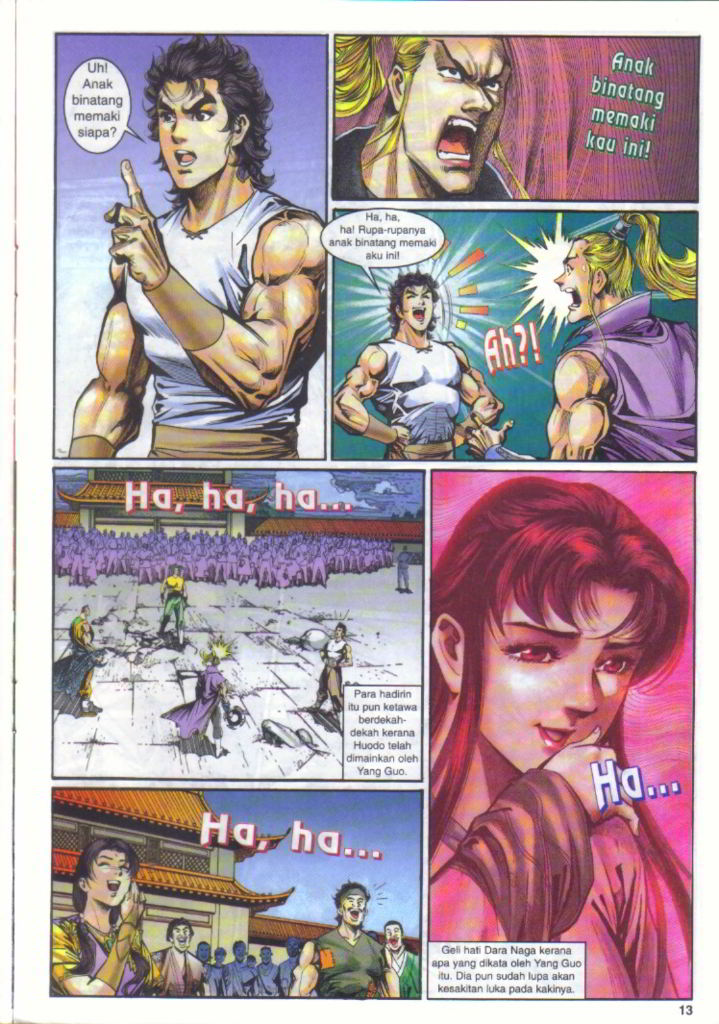 Uh!
Anak
binatang
memaki
siapa?
Anak
binatang
memaki
kau ini!
Ha, ha,
ha! Rupa-rupanya
anak binatang memaki
aku ini!
Ah?!
Ha, ha, ha...
Para hadirin
itu pun ketawa
berdekah-
dekah kerana
Huodo telah
dimainkan oleh
Yang Guo.
Ha...
Geli hati Dara Naga kerana
apa yang dikata oleh Yang Guo
itu. Dia pun sudah lupa akan
kesakitan luka pada kakinya.
Ha, ha...
13